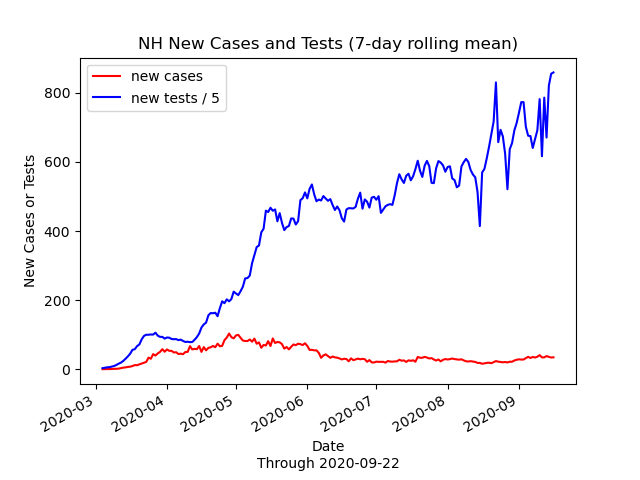 NH New Cases and Tests (7-day rolling mean)
new cases
new tests / 5
800
600
400
200
0
New Cases or Tests
2020-03
2020-04
2020-05
2020-06
2020-07
2020-08
2020-09
Date
Through 2020-09-22